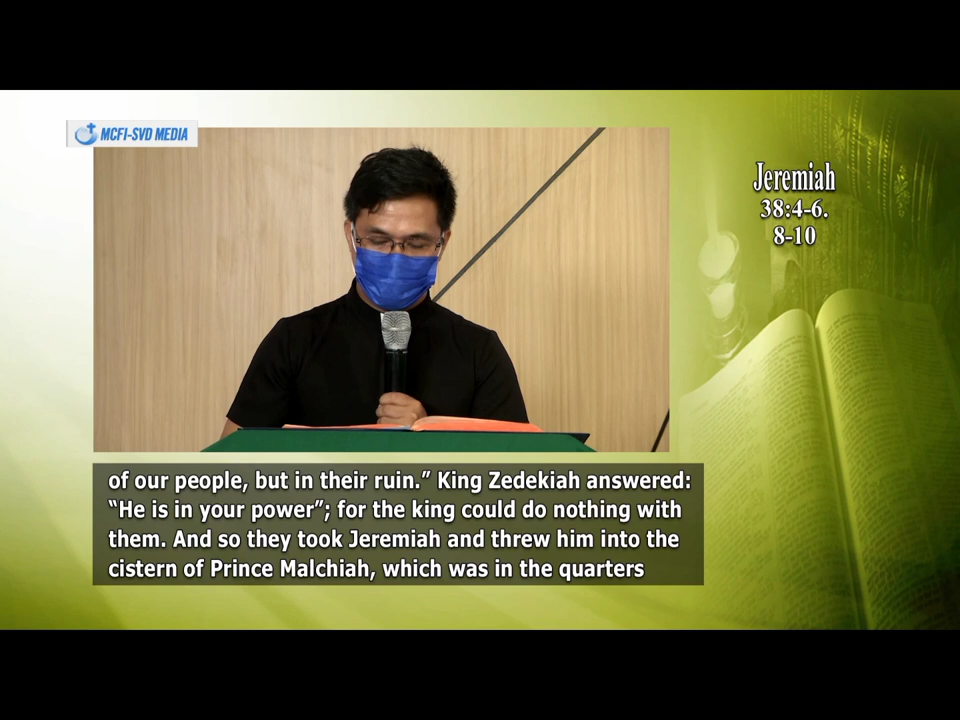 MCFI-SVD MEDIA
Jeremiah
38:4-6.
8-10
of our people, but in their ruin.” King Zedekiah answered:
“He is in your power”; for the king could do nothing with
them. And so they took Jeremiah and threw him into the
cistern of Prince Malchiah, which was in the quarters